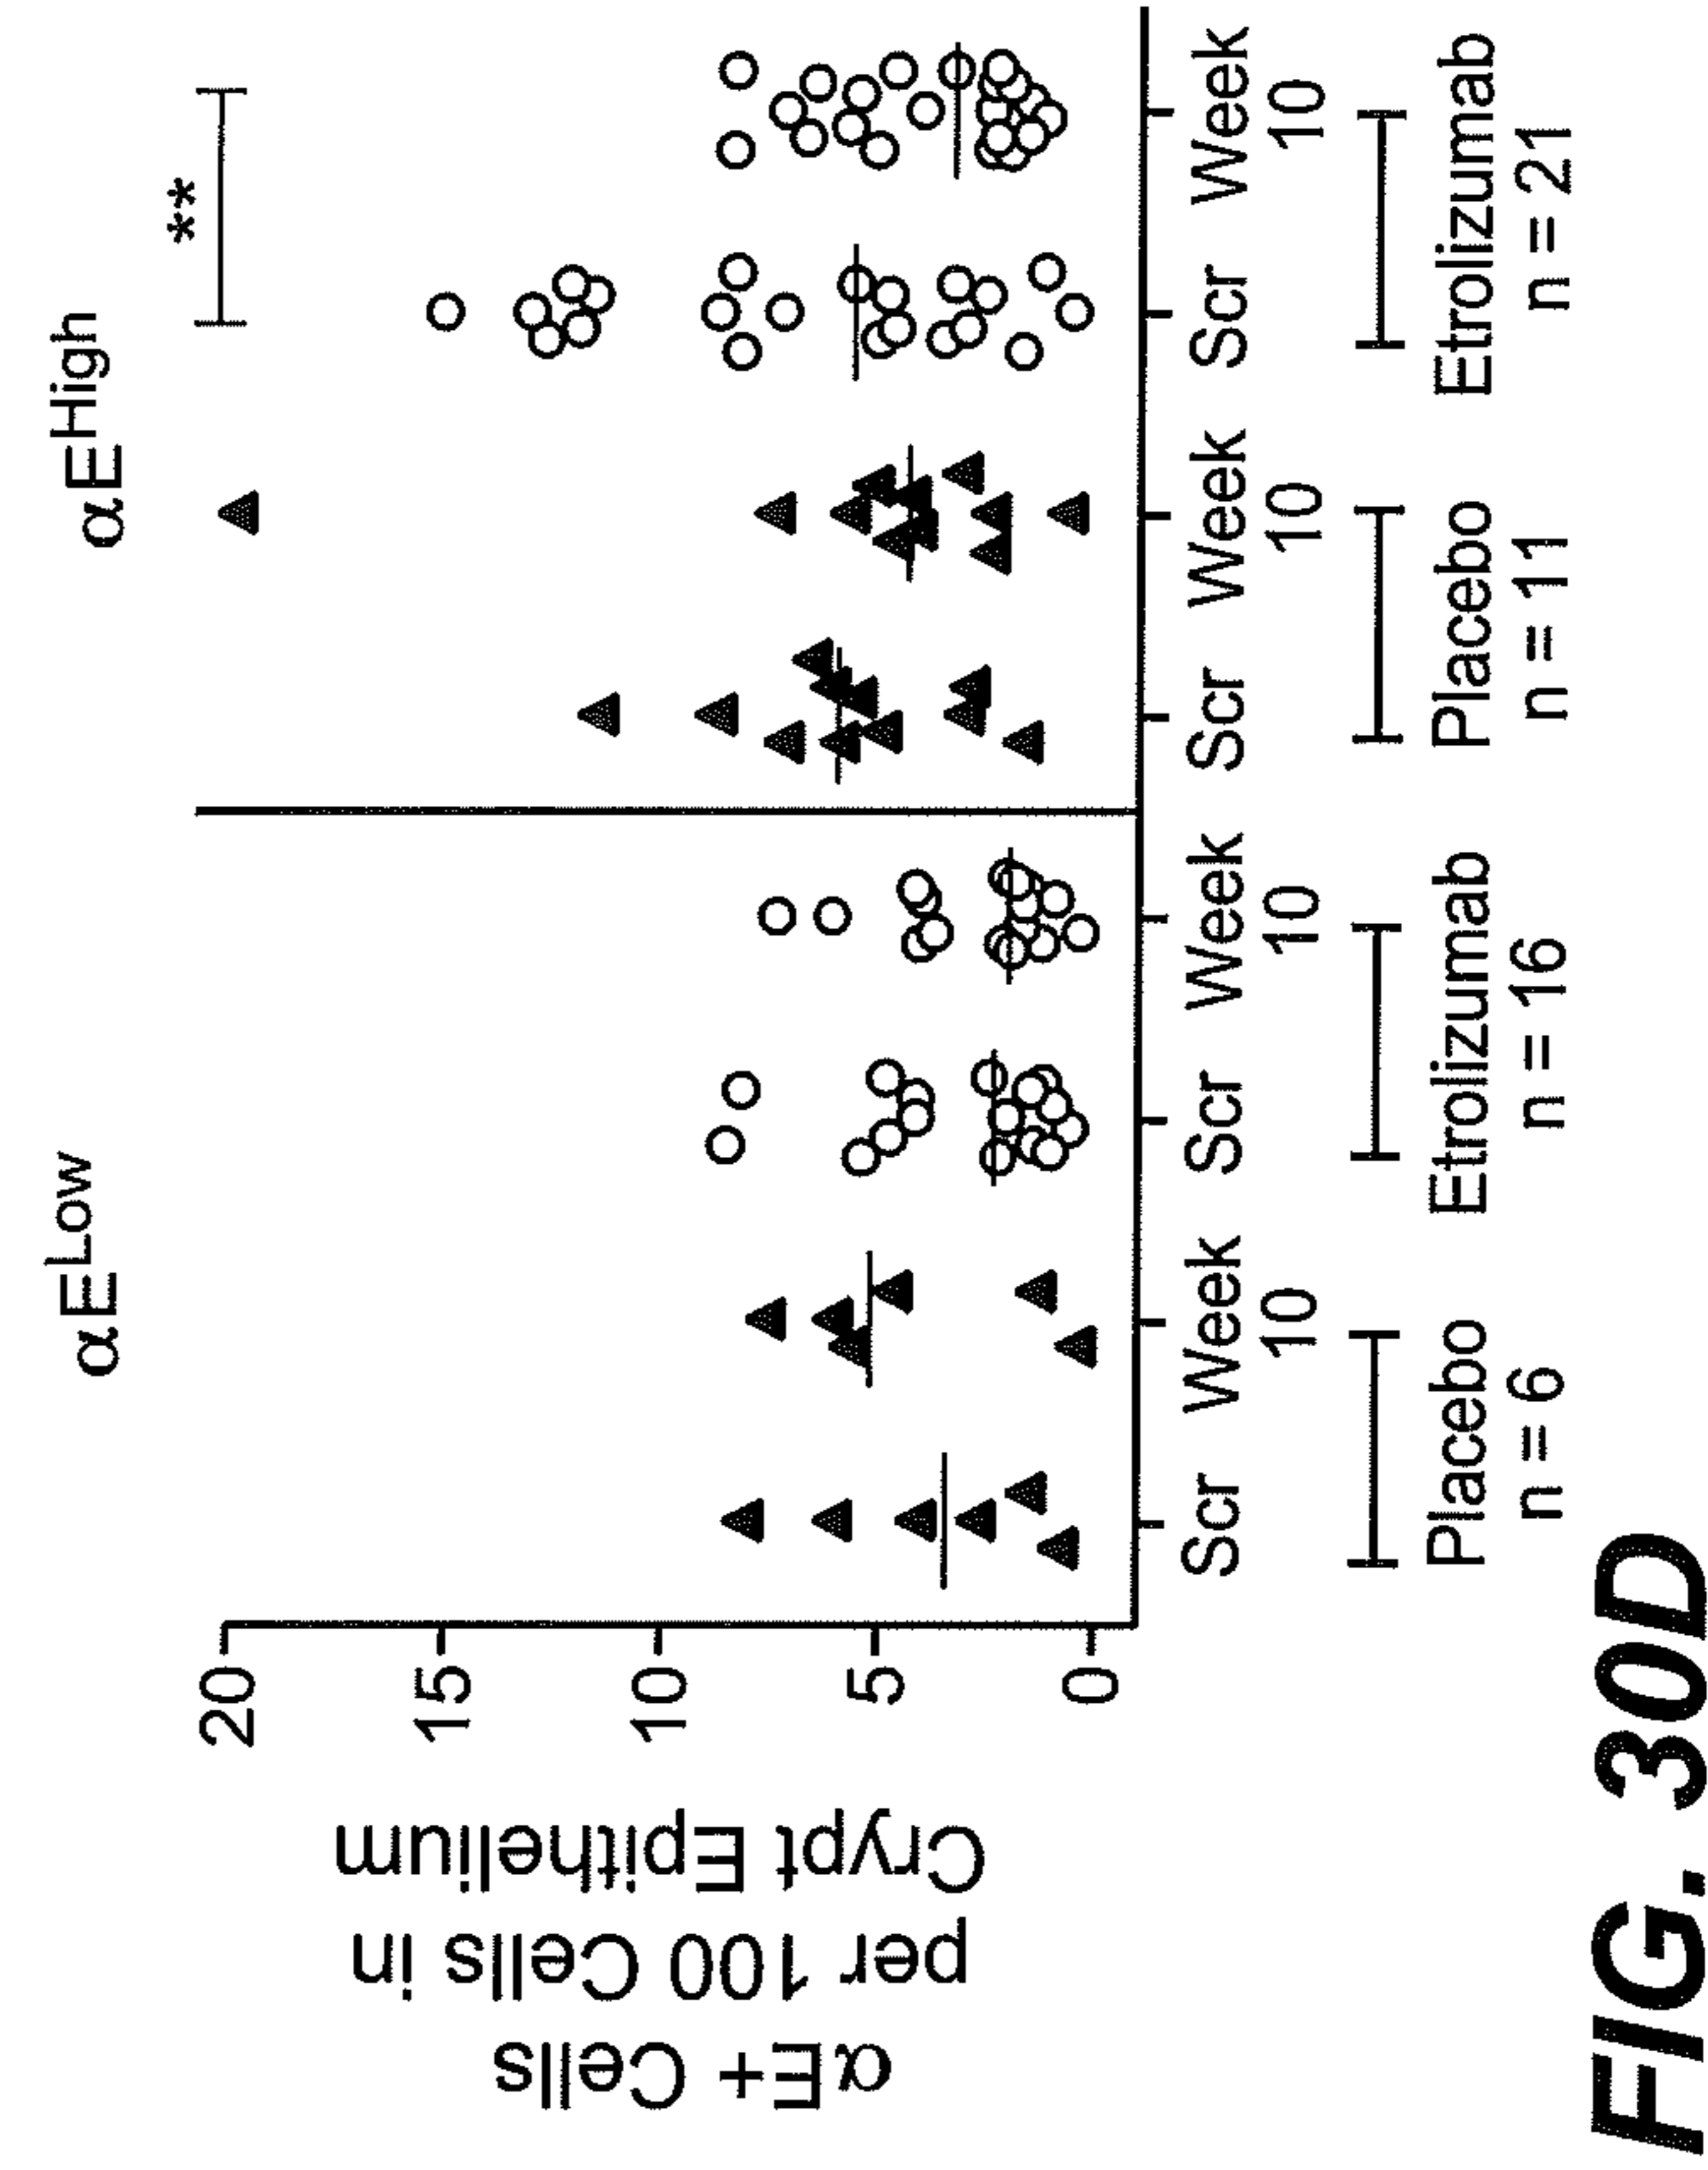 αE^Low
αE^High
**
αE+ Cells
per 100 Cells in
Crypt Epithelium
20
15
10
5
0
Scr Week Scr Week Scr Week Scr Week
10 10 10 10
Placebo Etrolizumab Placebo Etrolizumab
n = 6 n = 16 n = 11 n = 21
FIG. 30D